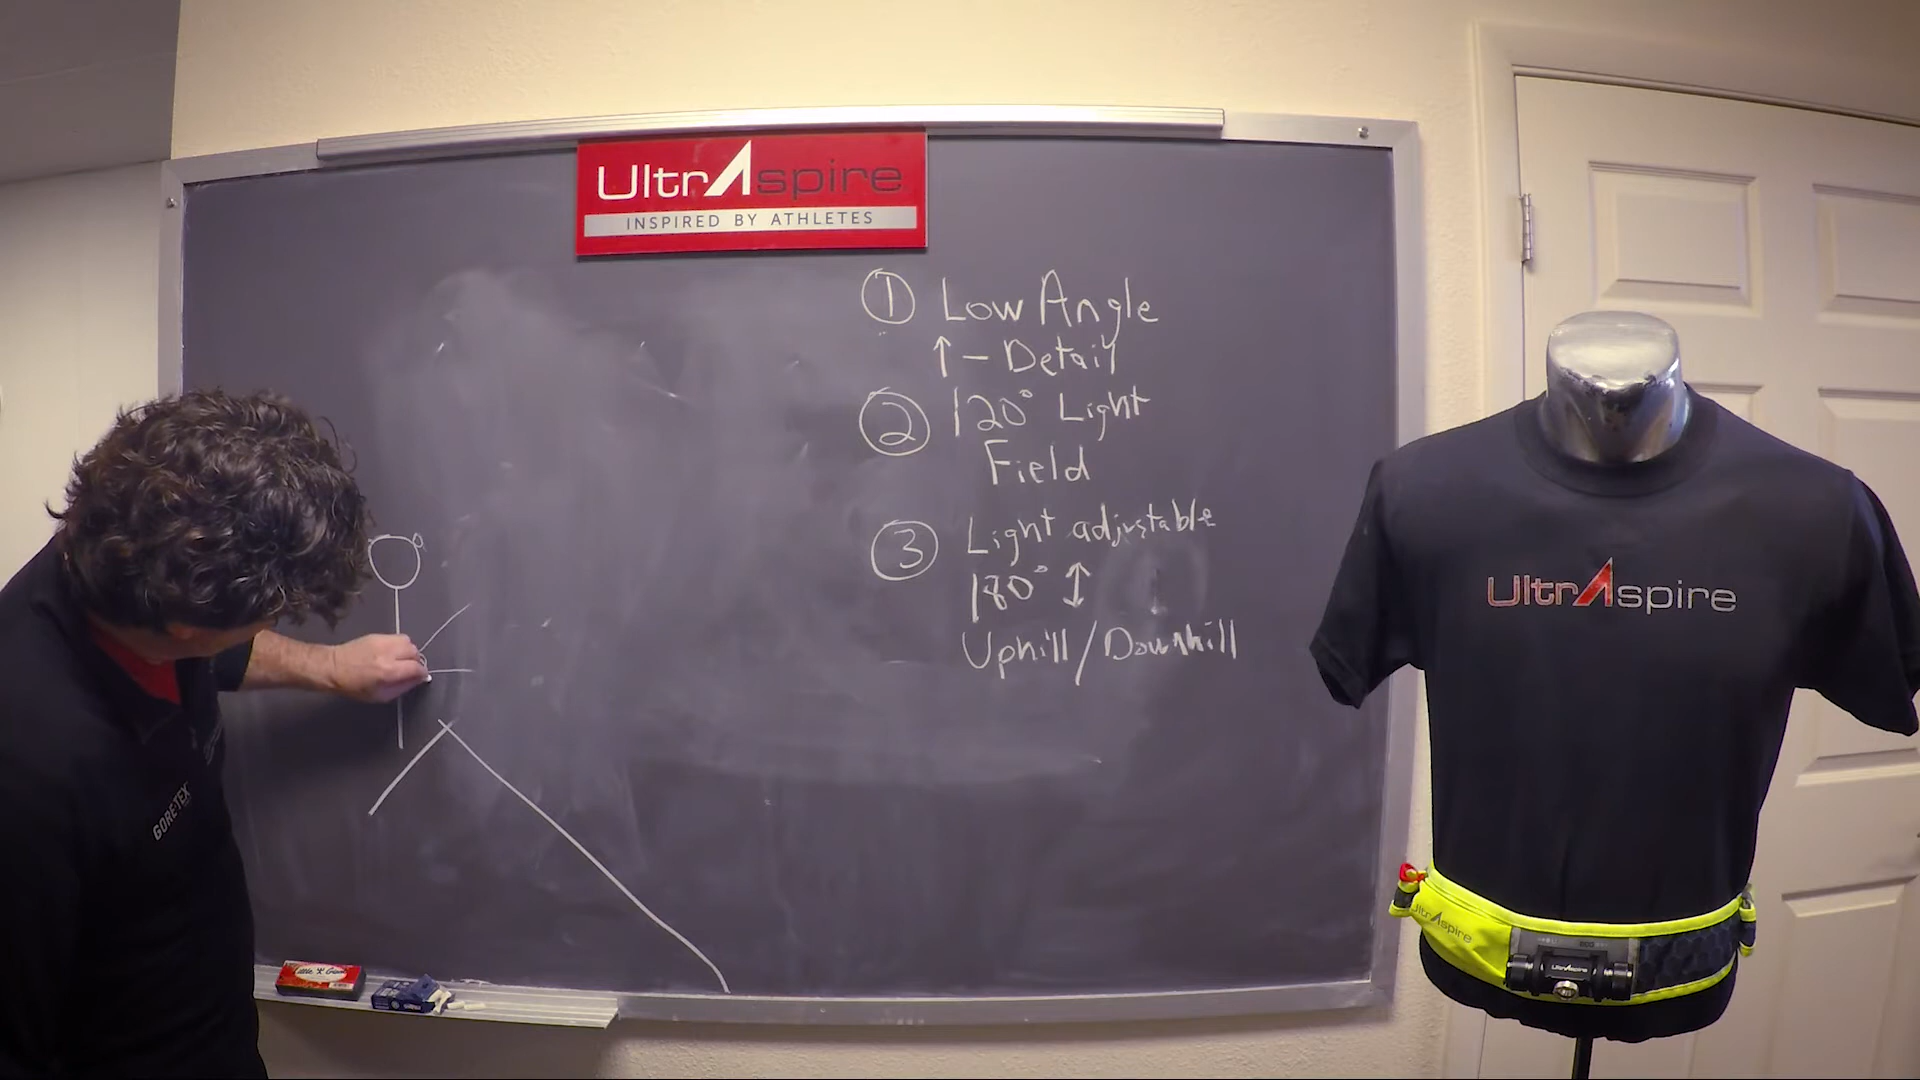 UltrAspire
INSPIRED BY ATHLETES
① Low Angle
↑ - Detail
② 120° Light
Field
③ Light adjustable
180° ↕
Uphill/Downhill
UltrAspire
GORE-TEX
UltrAspire
800
UltrAspire